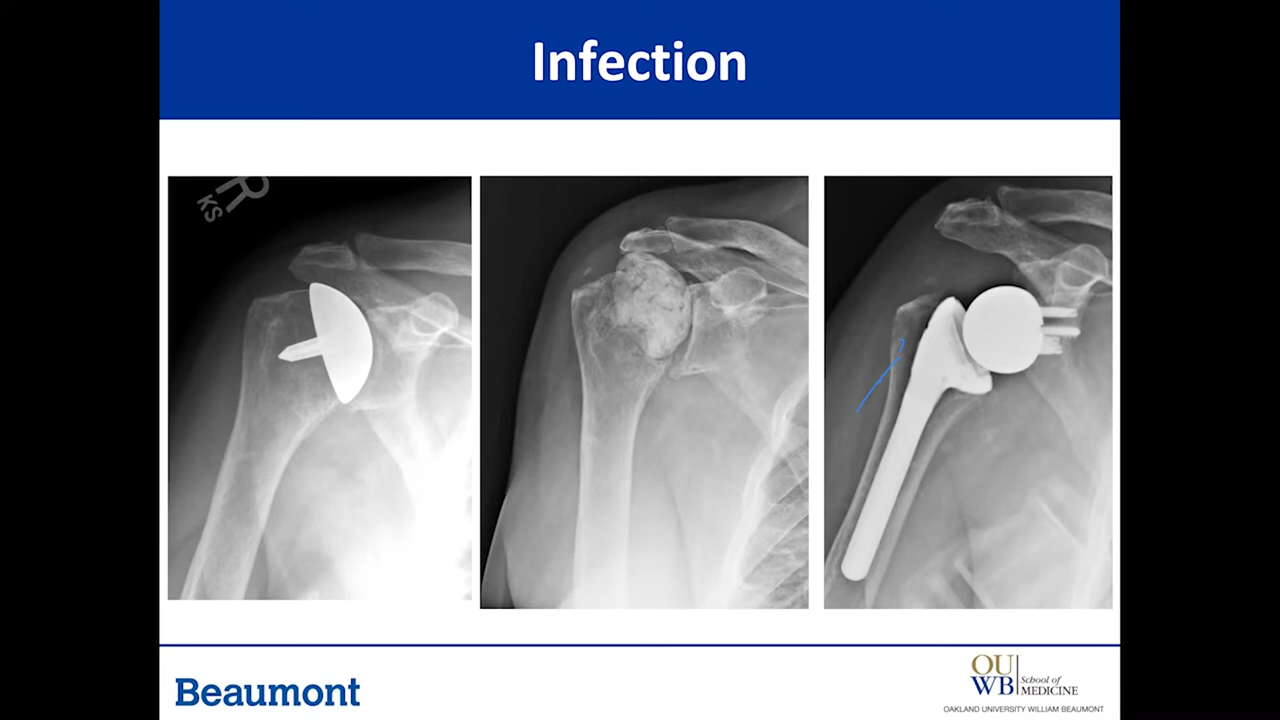 Infection
R
KS
Beaumont
OU
WB
School of
MEDICINE
OAKLAND UNIVERSITY WILLIAM BEAUMONT